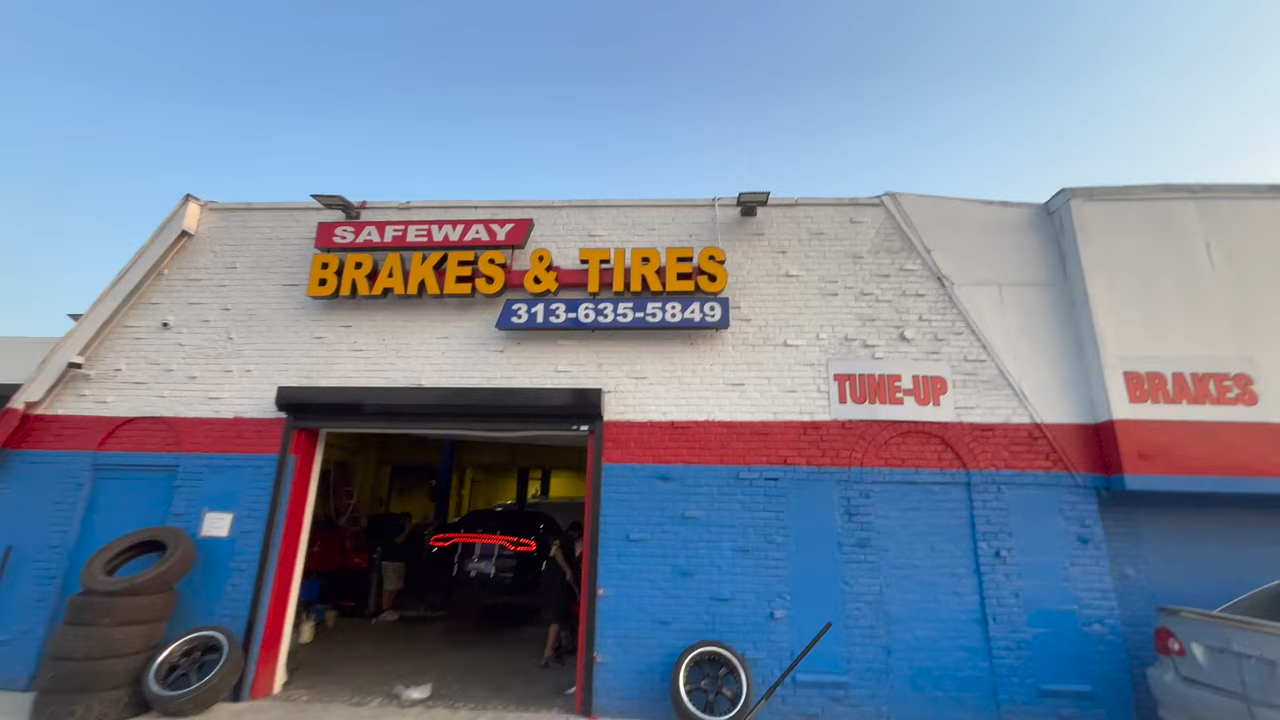 SAFEWAY
BRAKES & TIRES
313-635-5849
TUNE-UP
BRAKES